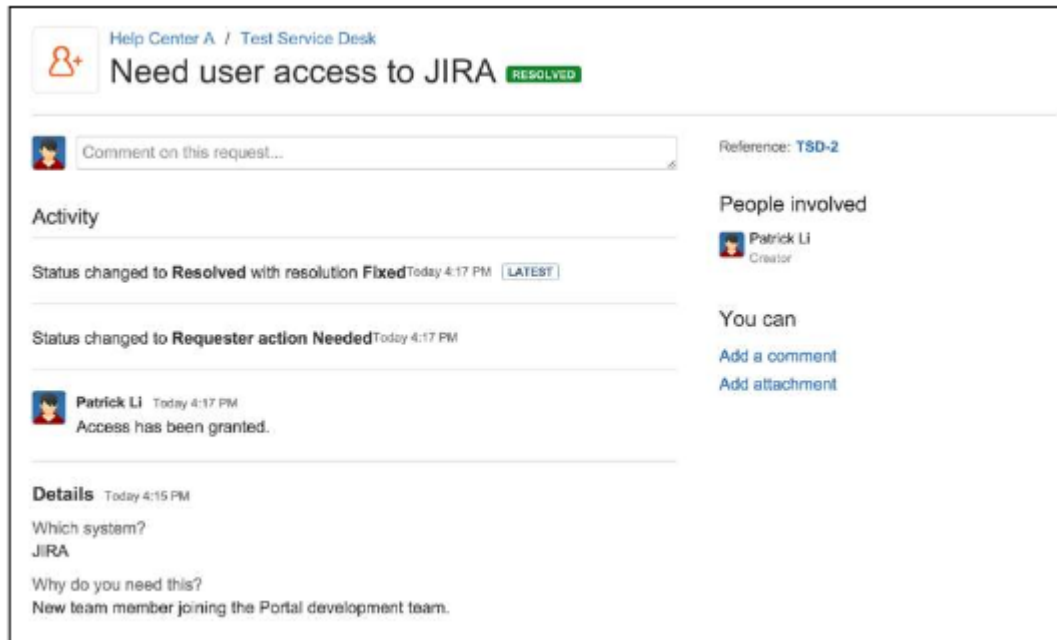 Help Center A / Test Service Desk
Need user access to JIRA RESOLVED
Comment on this request...
Activity
Status changed to Resolved with resolution Fixed Today 4:17 PM LATEST
Status changed to Requester action Needed Today 4:17 PM
Patrick Li Today 4:17 PM
Access has been granted.
Details Today 4:15 PM
Which system?
JIRA
Why do you need this?
New team member joining the Portal development team.
Reference: TSD-2
People involved
Patrick Li
Creator
You can
Add a comment
Add attachment